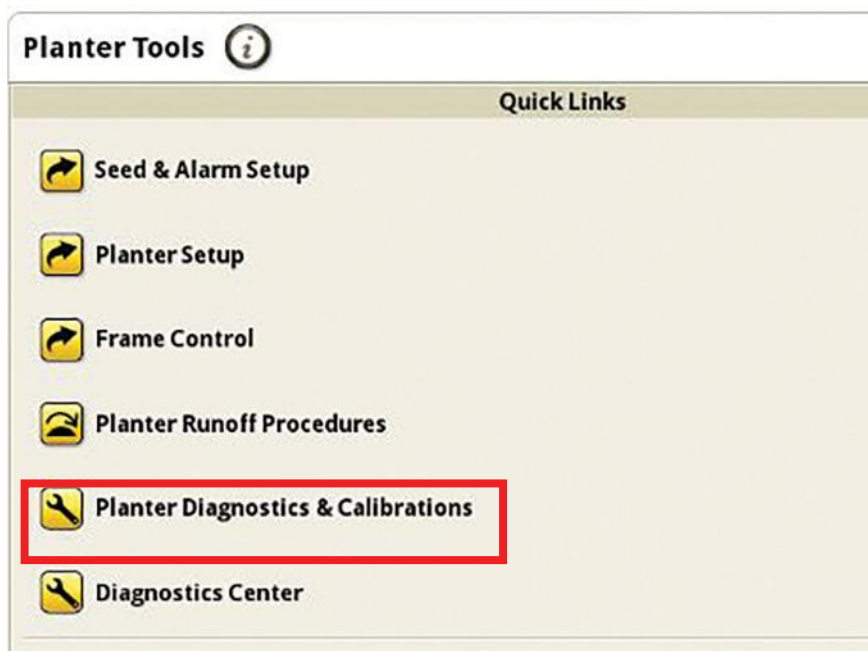 Planter Tools
Quick Links
Seed & Alarm Setup
Planter Setup
Frame Control
Planter Runoff Procedures
Planter Diagnostics & Calibrations
Diagnostics Center